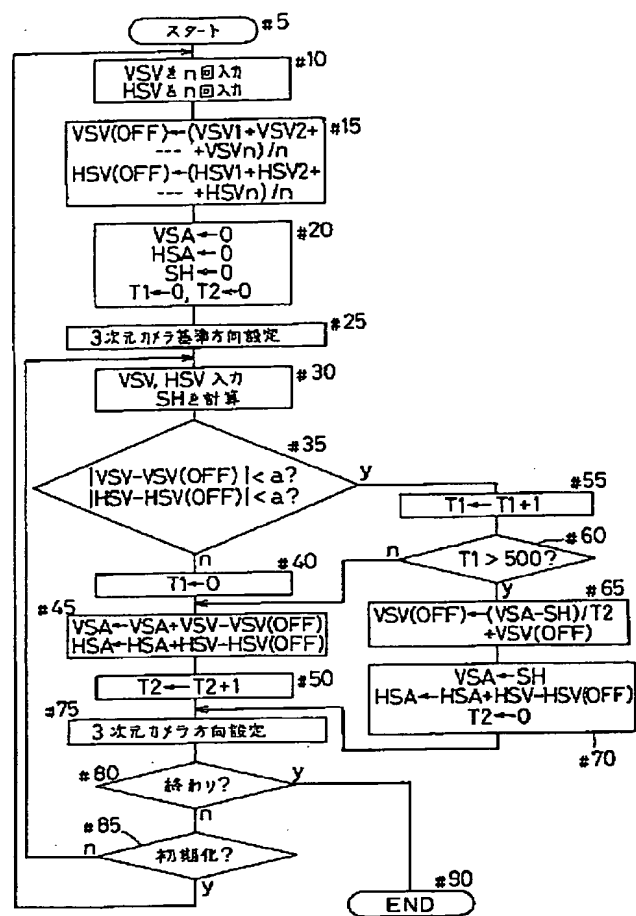 スタート #5
#10
VSVをn回入力
HSVをn回入力
#15
VSV(OFF)←(VSV1+VSV2+
--- +VSVn)/n
HSV(OFF)←(HSV1+HSV2+
--- +HSVn)/n
#20
VSA←0
HSA←0
SH←0
T1←0, T2←0
#25
3次元カメラ基準方向設定
#30
VSV, HSV 入力
SHを計算
#35
|VSV-VSV(OFF)|<a?
|HSV-HSV(OFF)|<a?
y
n
#55
T1←T1+1
#60
T1>500?
n
y
#40
T1←0
#65
VSV(OFF)←(VSA-SH)/T2
+VSV(OFF)
#45
VSA←VSA+VSV-VSV(OFF)
HSA←HSA+HSV-HSV(OFF)
#50
T2←T2+1
VSA←SH
HSA←HSA+HSV-HSV(OFF)
T2←0
#70
#75
3次元カメラ方向設定
#80
終わり?
y
n
#85
初期化?
n
y
#90
END